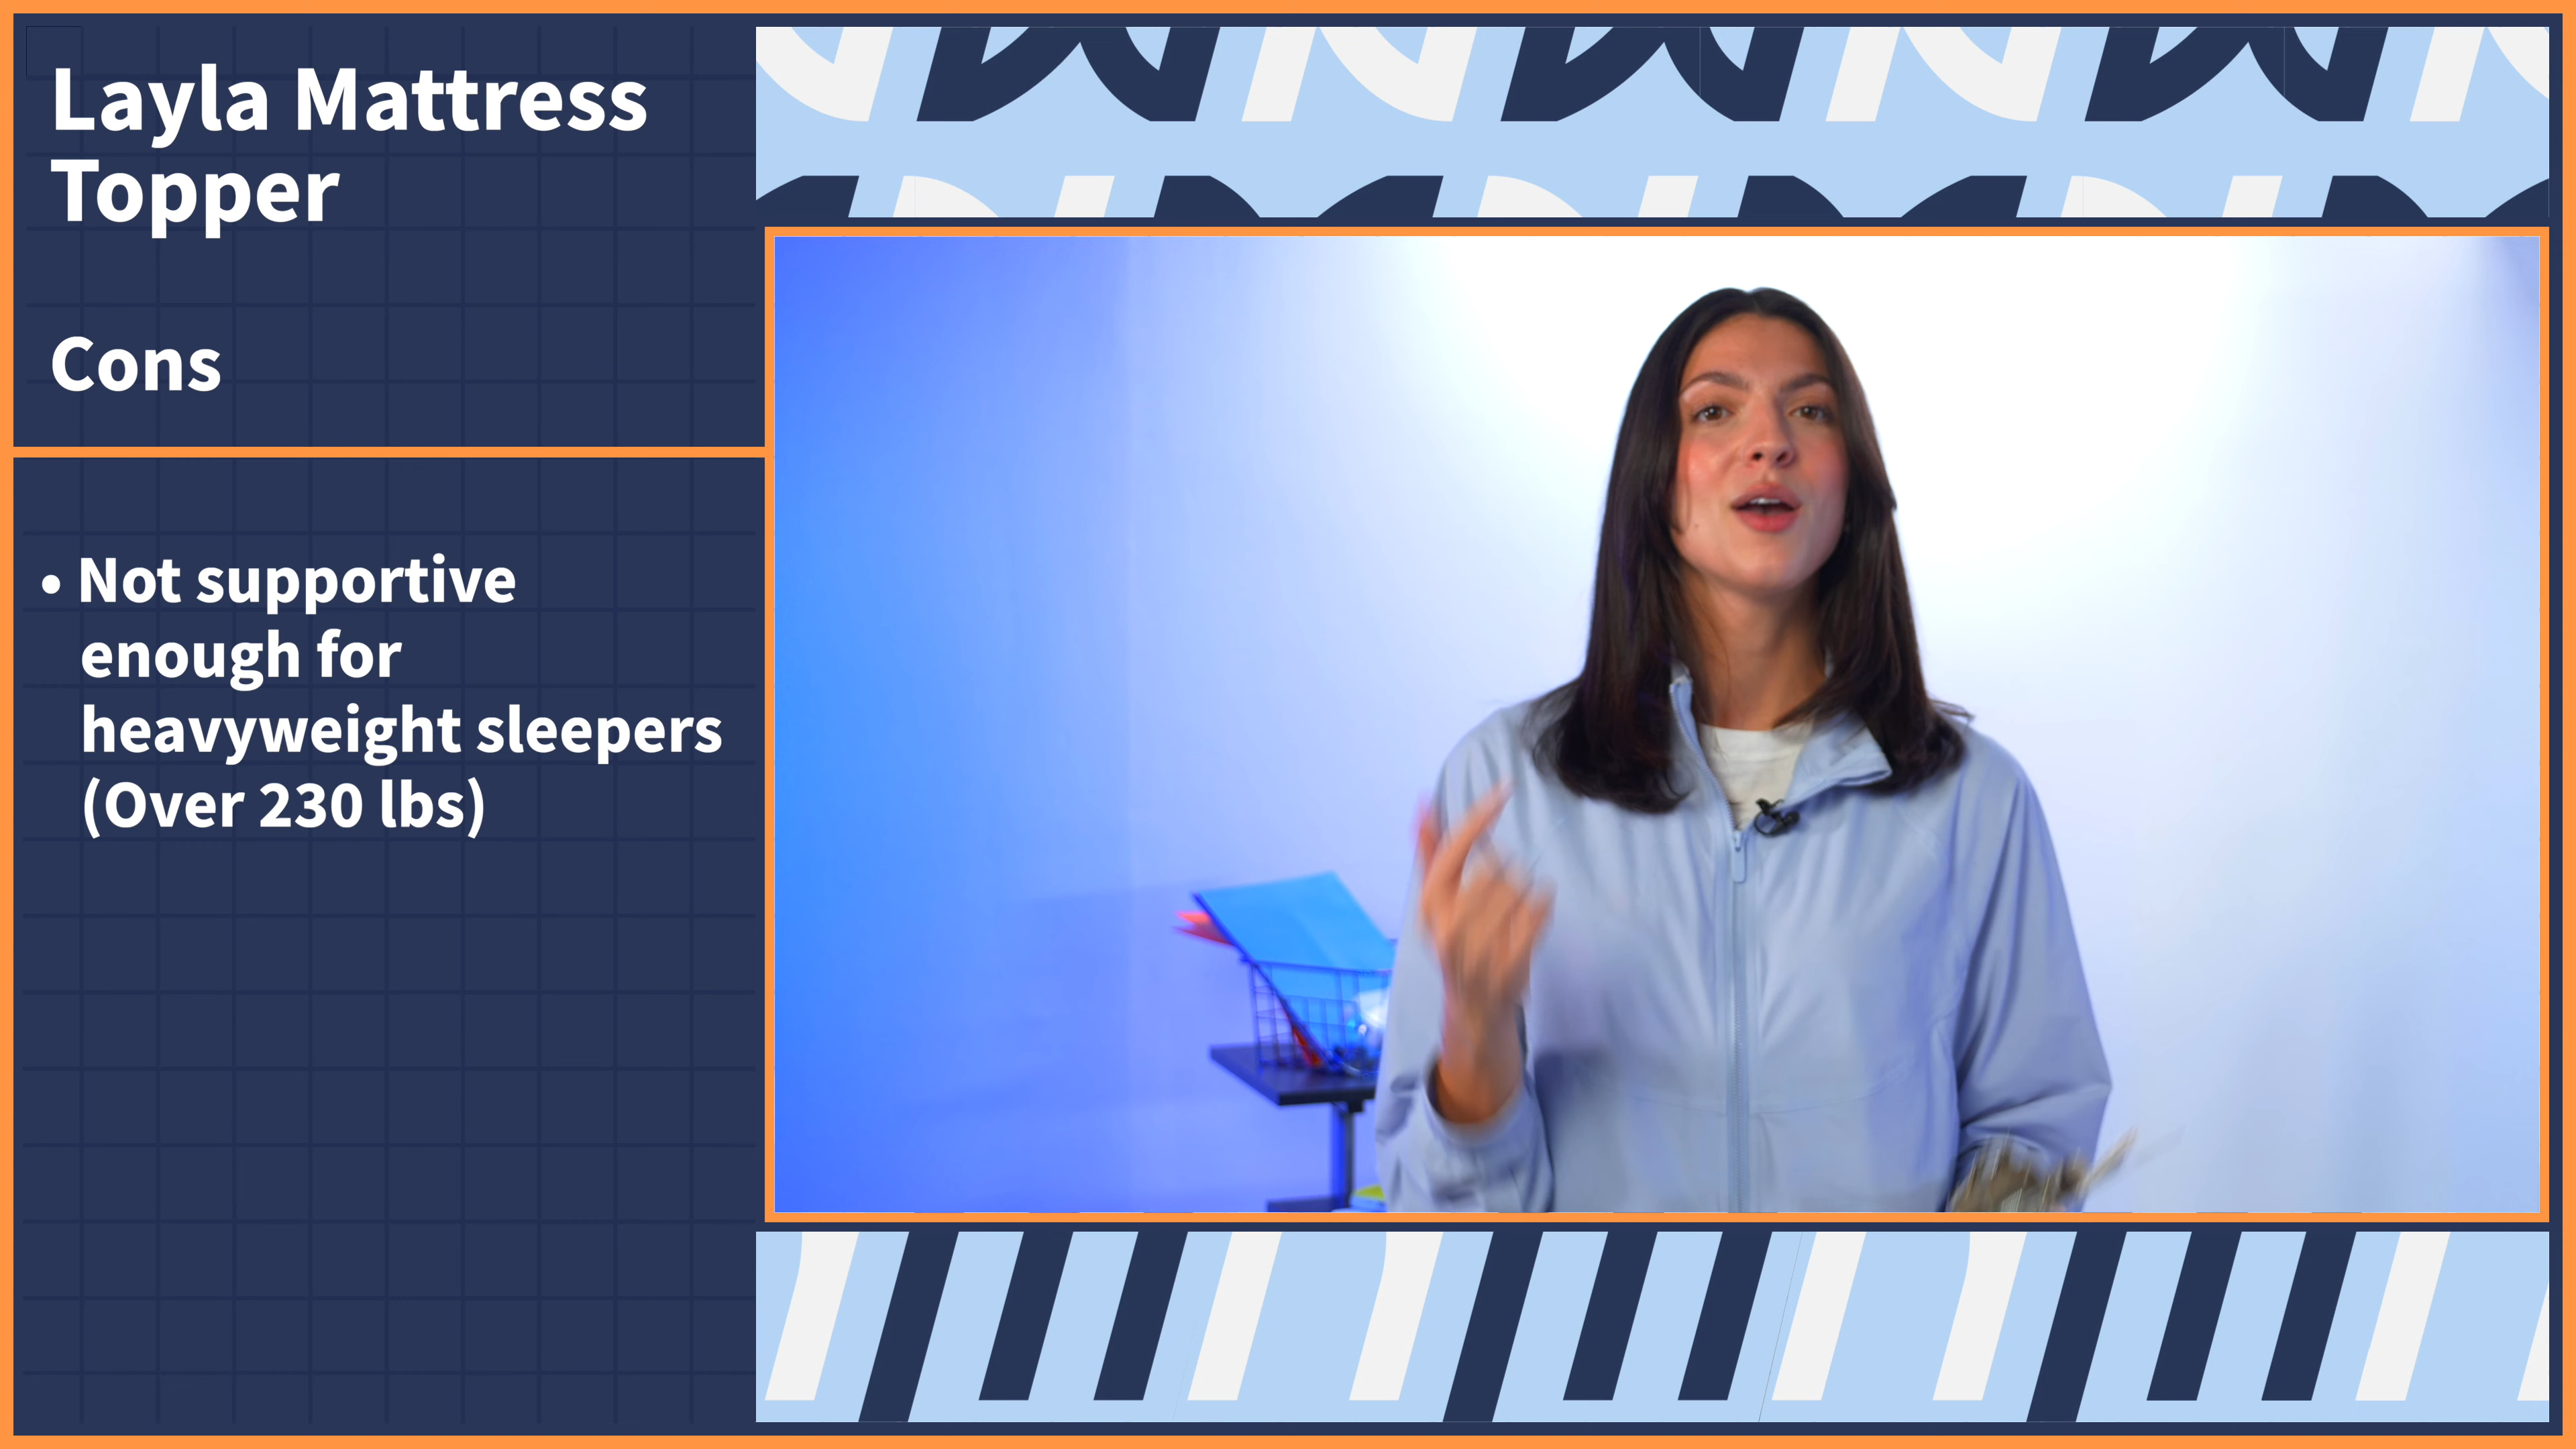 Layla Mattress
Topper
Cons
• Not supportive
enough for
heavyweight sleepers
(Over 230 lbs)